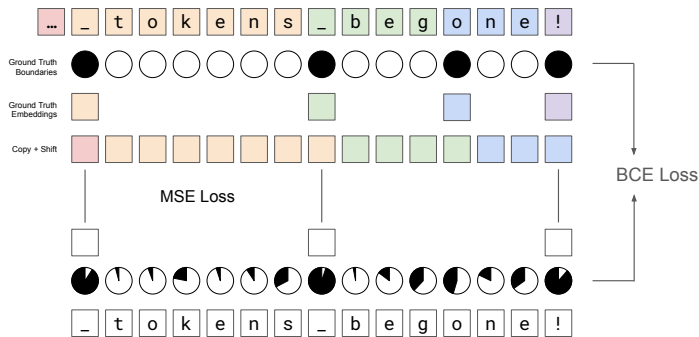 … _ t o k e n s _ b e g o n e !
Ground Truth
Boundaries
Ground Truth
Embeddings
Copy + Shift
MSE Loss
BCE Loss
_ t o k e n s _ b e g o n e !